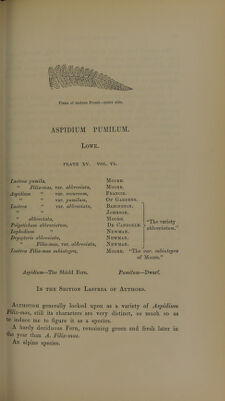 Pinna of mature Frond—under side.
ASPIDIUM PUMILUM.
LOWE.
PLATE XV. VOL. VI.
Lastrea pumila, MOORE.
" Filix-mas, var. abbreviata, MOORE.
Aspidium " var. recurvum, FRANCIS.
" " var. pumilum, OF GARDENS.
Lastrea " var. abbreviata, BABINGTON.
" " JOHNSON.
" abbreviata, MOORE.
Polystichum abbreviatum, DE CANDOLLE.
Lophodium " NEWMAN.
Dryopteris abbreviata, NEWMAN.
" Filix-mas, var. abbreviata, NEWMAN.
"The variety
abbreviatum."
Lastrea Filix-mas subintegra, MOORE. "The var. subintegra
of MOORE."
Aspidium—The Shield Fern. Pumilum—Dwarf.
IN THE SECTION LASTREA OF AUTHORS.
ALTHOUGH generally looked upon as a variety of Aspidium
Filix-mas, still its characters are very distinct, so much so as
to induce me to figure it as a species.
A hardy deciduous Fern, remaining green and fresh later in
the year than A. Filix-mas.
An alpine species.